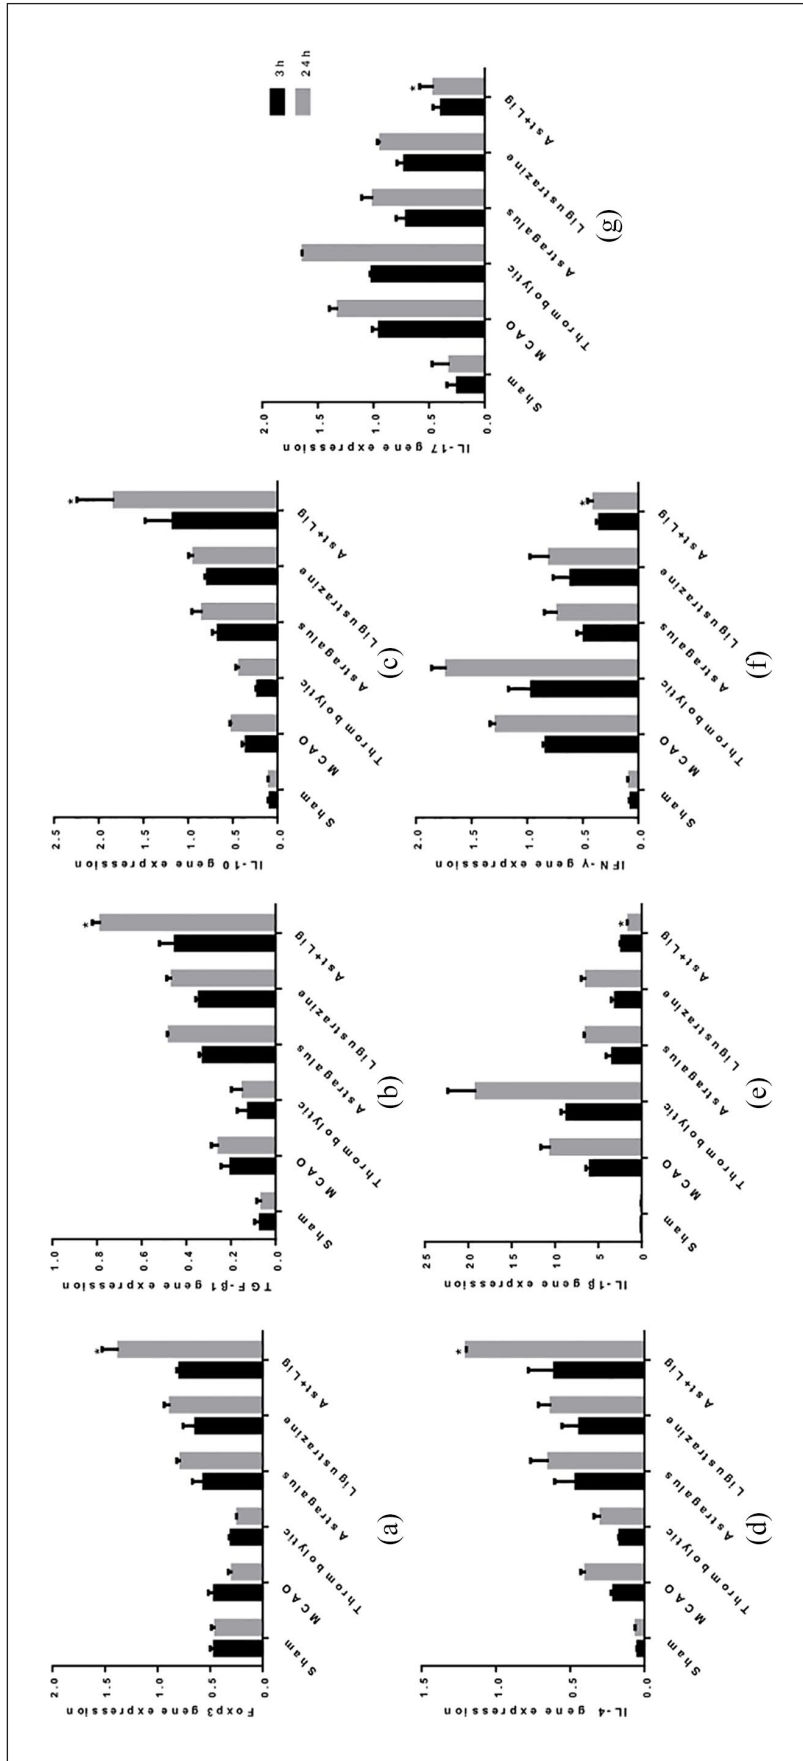 2.0
1.5
1.0
0.5
0.0
Foxp3 gene expression
*
Sham
MCAO
Thrombolytic
Astragalus
Ligustrazine
Ast+Lig
(a)
1.0
0.8
0.6
0.4
0.2
0.0
TGF-β1 gene expression
*
Sham
MCAO
Thrombolytic
Astragalus
Ligustrazine
Ast+Lig
(b)
2.5
2.0
1.5
1.0
0.5
0.0
IL-10 gene expression
*
Sham
MCAO
Thrombolytic
Astragalus
Ligustrazine
Ast+Lig
(c)
1.5
1.0
0.5
0.0
IL-4 gene expression
*
Sham
MCAO
Thrombolytic
Astragalus
Ligustrazine
Ast+Lig
(d)
25
20
15
10
5
0
IL-1β gene expression
*
Sham
MCAO
Thrombolytic
Astragalus
Ligustrazine
Ast+Lig
(e)
2.0
1.5
1.0
0.5
0.0
IFN-γ gene expression
*
Sham
MCAO
Thrombolytic
Astragalus
Ligustrazine
Ast+Lig
(f)
2.0
1.5
1.0
0.5
0.0
IL-17 gene expression
*
Sham
MCAO
Thrombolytic
Astragalus
Ligustrazine
Ast+Lig
(g)
3h
24h